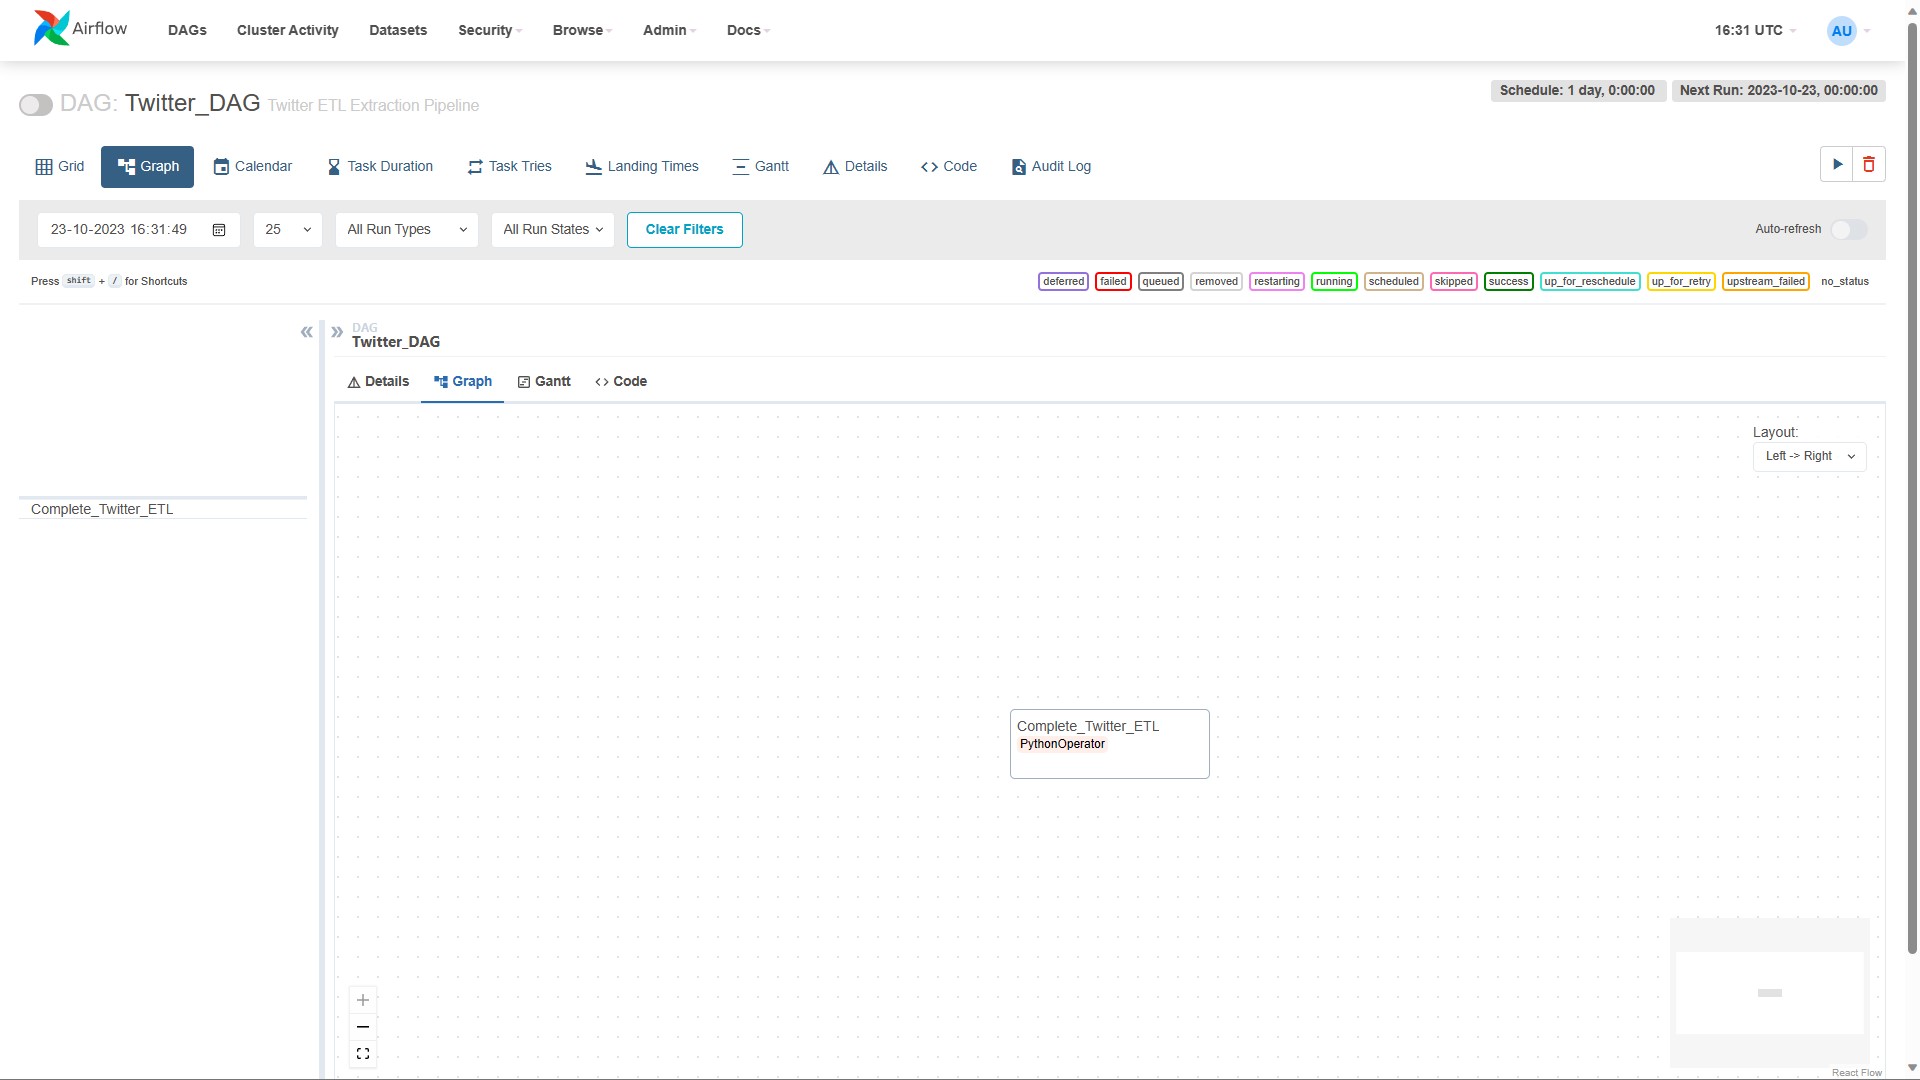 Airflow
DAGs Cluster Activity Datasets Security Browse Admin Docs 16:31 UTC AU
DAG: Twitter_DAG Twitter ETL Extraction Pipeline
Schedule: 1 day, 0:00:00 Next Run: 2023-10-23, 00:00:00
Grid Graph Calendar Task Duration Task Tries Landing Times Gantt Details Code Audit Log
23-10-2023 16:31:49 25 All Run Types All Run States Clear Filters Auto-refresh
Press shift + / for Shortcuts
deferred failed queued removed restarting running scheduled skipped success up_for_reschedule up_for_retry upstream_failed no_status
DAG
Twitter_DAG
Details Graph Gantt Code
Layout:
Left -> Right
Complete_Twitter_ETL
Complete_Twitter_ETL
PythonOperator
React Flow